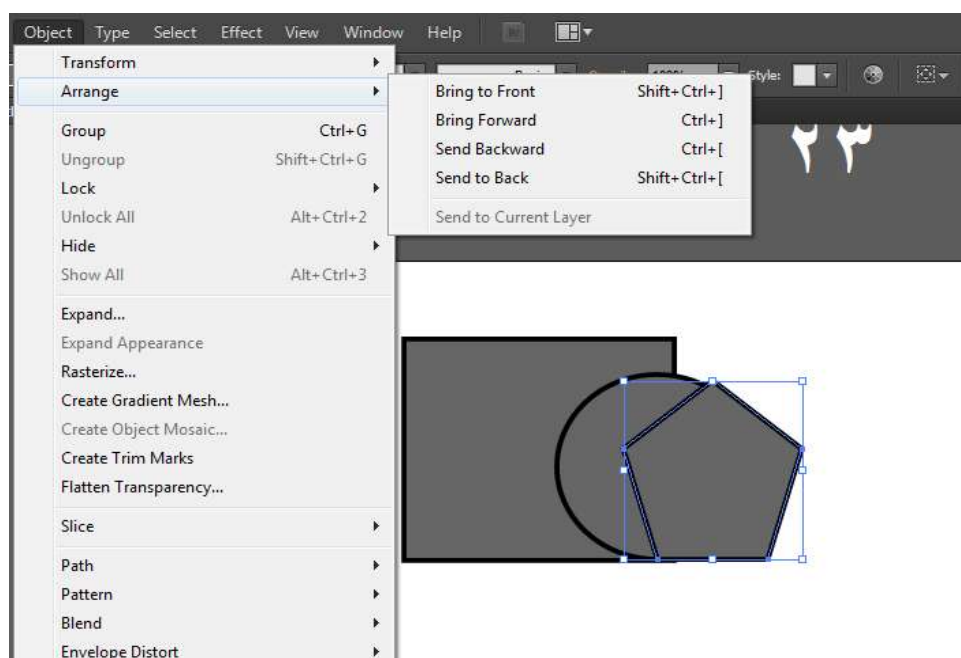 Object Type Select Effect View Window Help
Style:
Transform
Arrange
Bring to Front Shift+Ctrl+]
Bring Forward Ctrl+]
Send Backward Ctrl+[
Send to Back Shift+Ctrl+[
Send to Current Layer
Group Ctrl+G
Ungroup Shift+Ctrl+G
Lock
Unlock All Alt+Ctrl+2
Hide
Show All Alt+Ctrl+3
Expand...
Expand Appearance
Rasterize...
Create Gradient Mesh...
Create Object Mosaic...
Create Trim Marks
Flatten Transparency...
Slice
Path
Pattern
Blend
Envelope Distort
۲۳